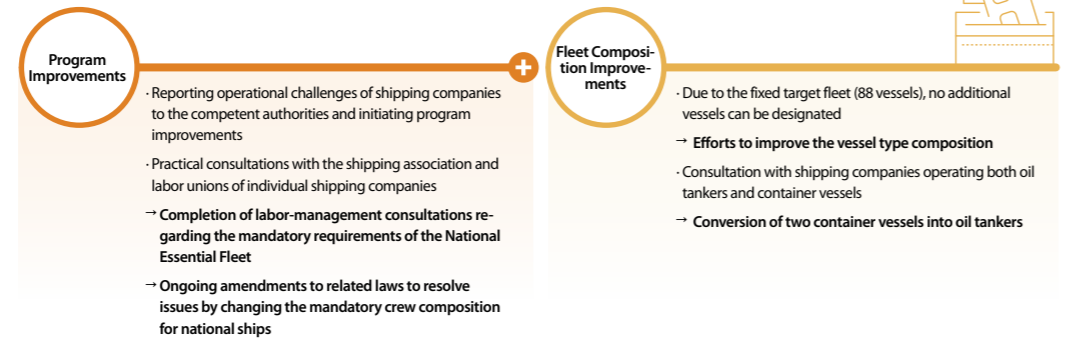 Program
Improvements
· Reporting operational challenges of shipping companies
to the competent authorities and initiating program
improvements
· Practical consultations with the shipping association and
labor unions of individual shipping companies
→ Completion of labor-management consultations re-
garding the mandatory requirements of the National
Essential Fleet
→ Ongoing amendments to related laws to resolve
issues by changing the mandatory crew composition
for national ships
+
Fleet Composi-
tion Improve-
ments
· Due to the fixed target fleet (88 vessels), no additional
vessels can be designated
→ Efforts to improve the vessel type composition
· Consultation with shipping companies operating both oil
tankers and container vessels
→ Conversion of two container vessels into oil tankers